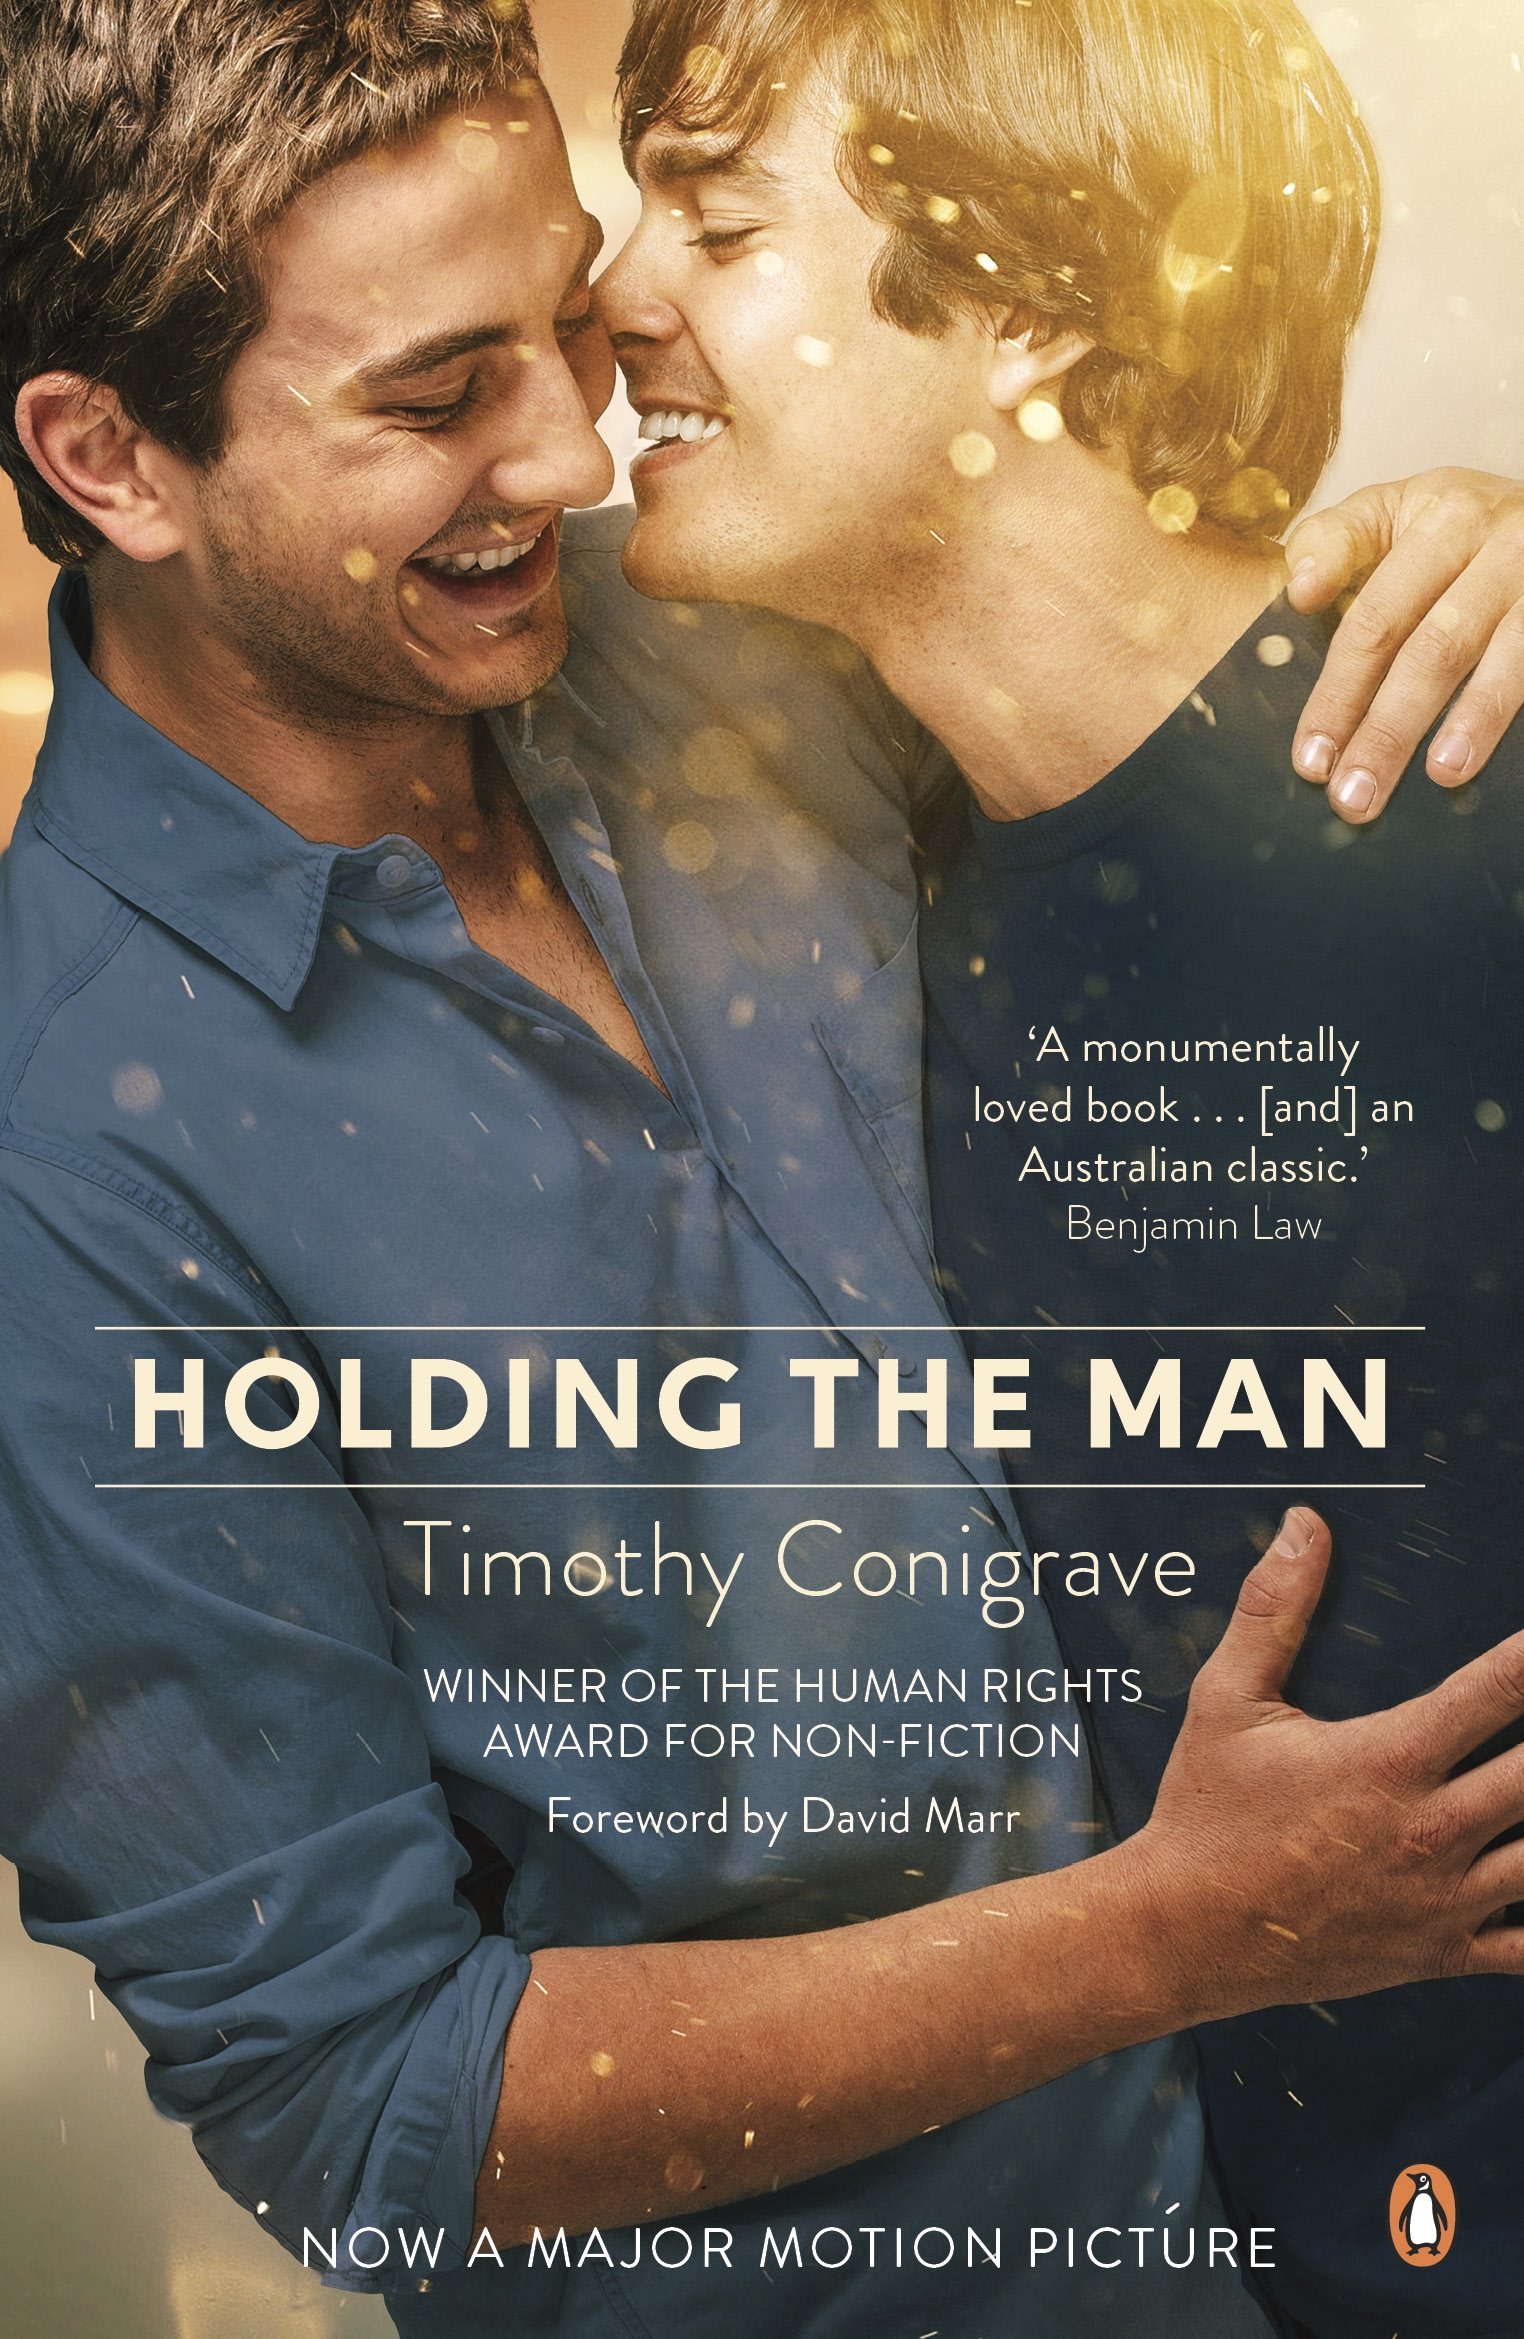 ‘A monumentally
loved book . . . [and] an
Australian classic.’
Benjamin Law
HOLDING THE MAN
Timothy Conigrave
WINNER OF THE HUMAN RIGHTS
AWARD FOR NON-FICTION
Foreword by David Marr
NOW A MAJOR MOTION PICTURE